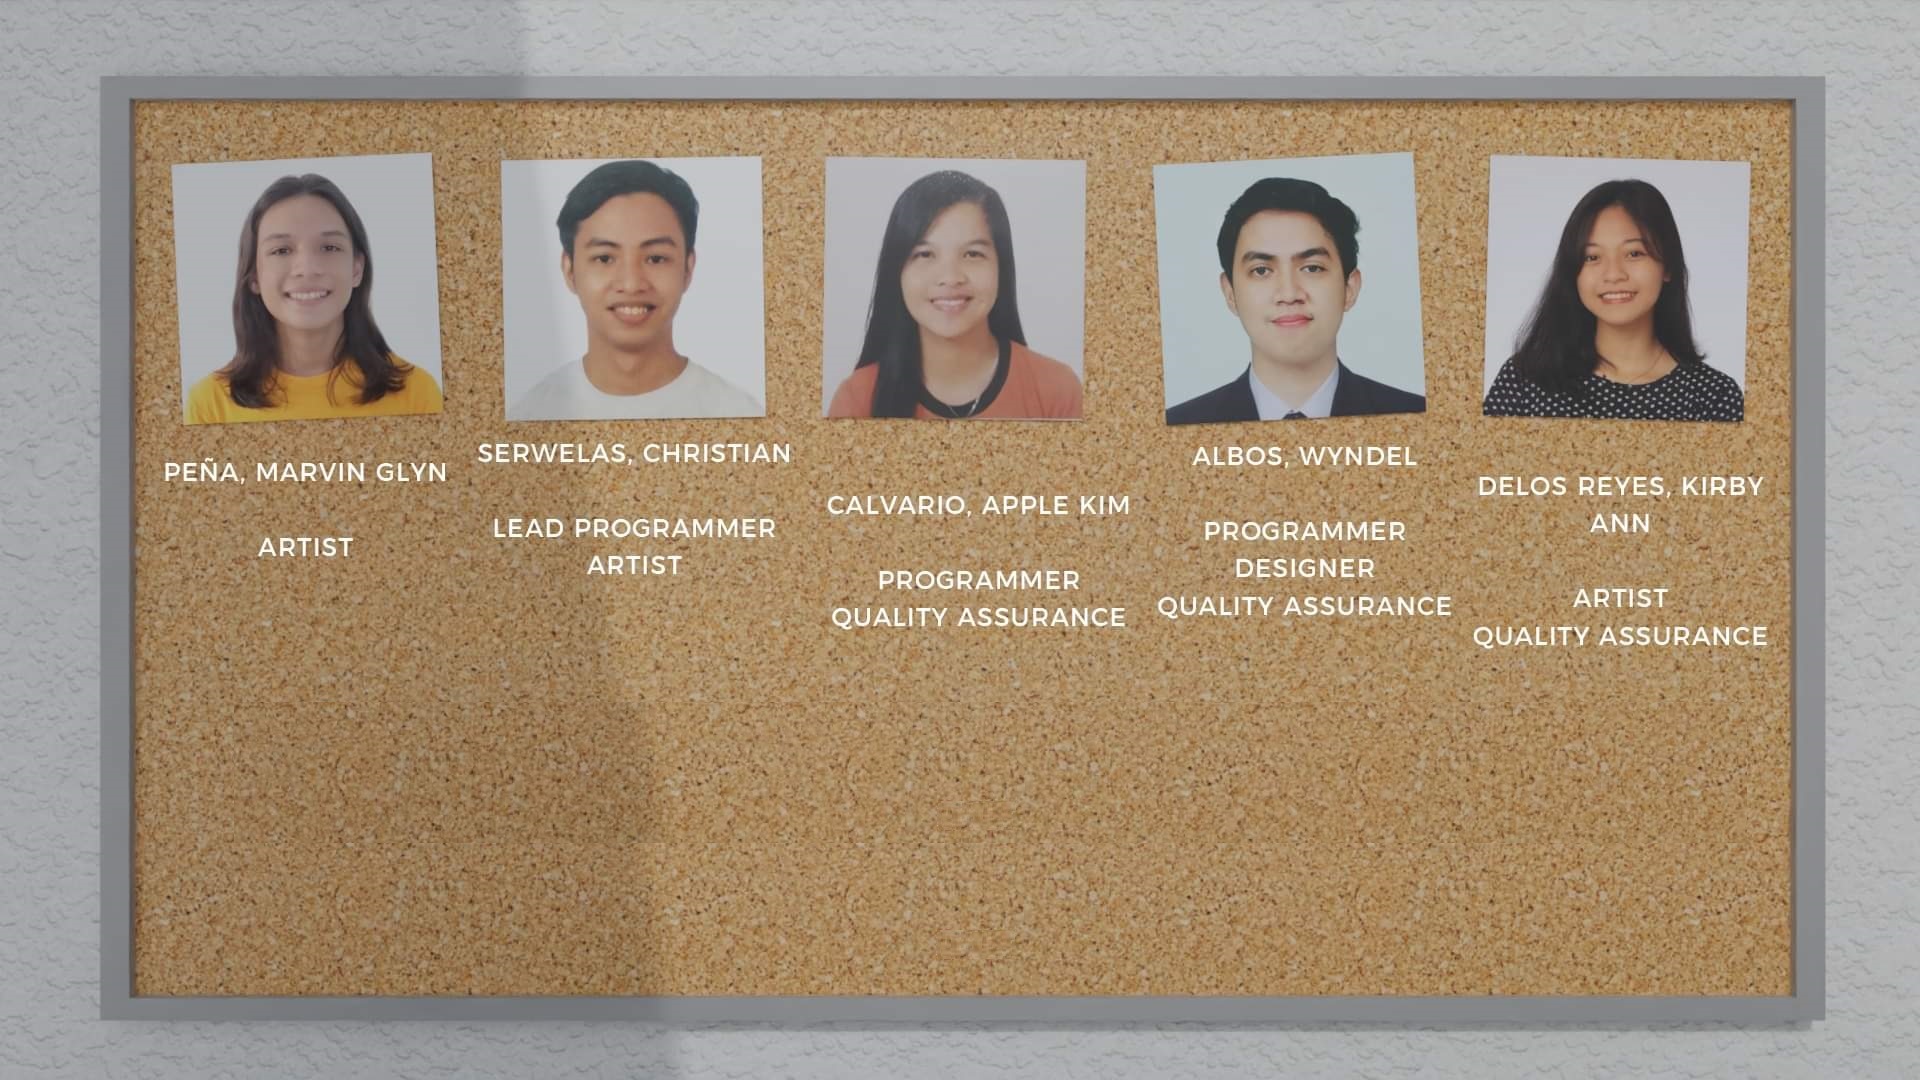 PEÑA, MARVIN GLYN
ARTIST
SERWELAS, CHRISTIAN
LEAD PROGRAMMER
ARTIST
CALVARIO, APPLE KIM
PROGRAMMER
QUALITY ASSURANCE
ALBOS, WYNDEL
PROGRAMMER
DESIGNER
QUALITY ASSURANCE
DELOS REYES, KIRBY
ANN
ARTIST
QUALITY ASSURANCE